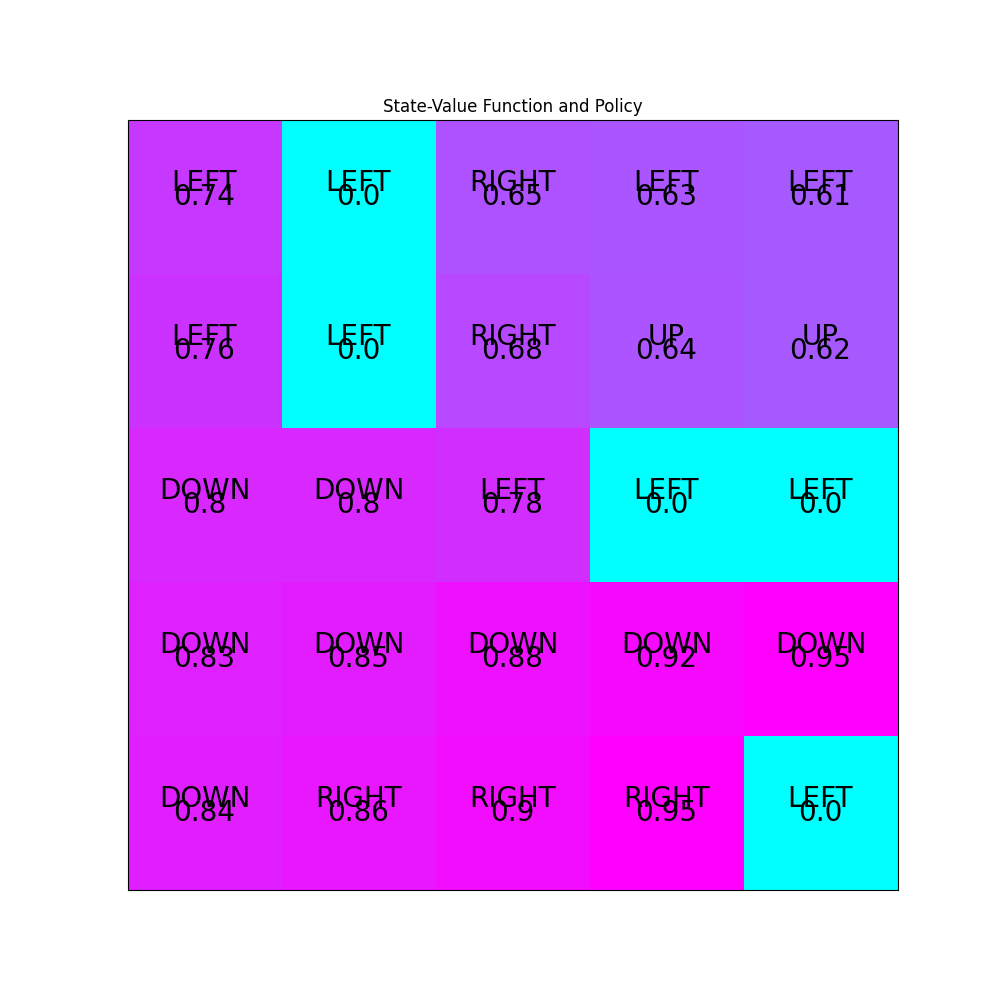 State-Value Function and Policy
LEFT LEFT RIGHT LEFT LEFT
0.74 0.0 0.65 0.63 0.61
LEFT LEFT RIGHT UP UP
0.76 0.0 0.68 0.64 0.62
DOWN DOWN LEFT LEFT LEFT
0.8 0.8 0.78 0.0 0.0
DOWN DOWN DOWN DOWN DOWN
0.83 0.85 0.88 0.92 0.95
DOWN RIGHT RIGHT RIGHT LEFT
0.84 0.86 0.9 0.95 0.0